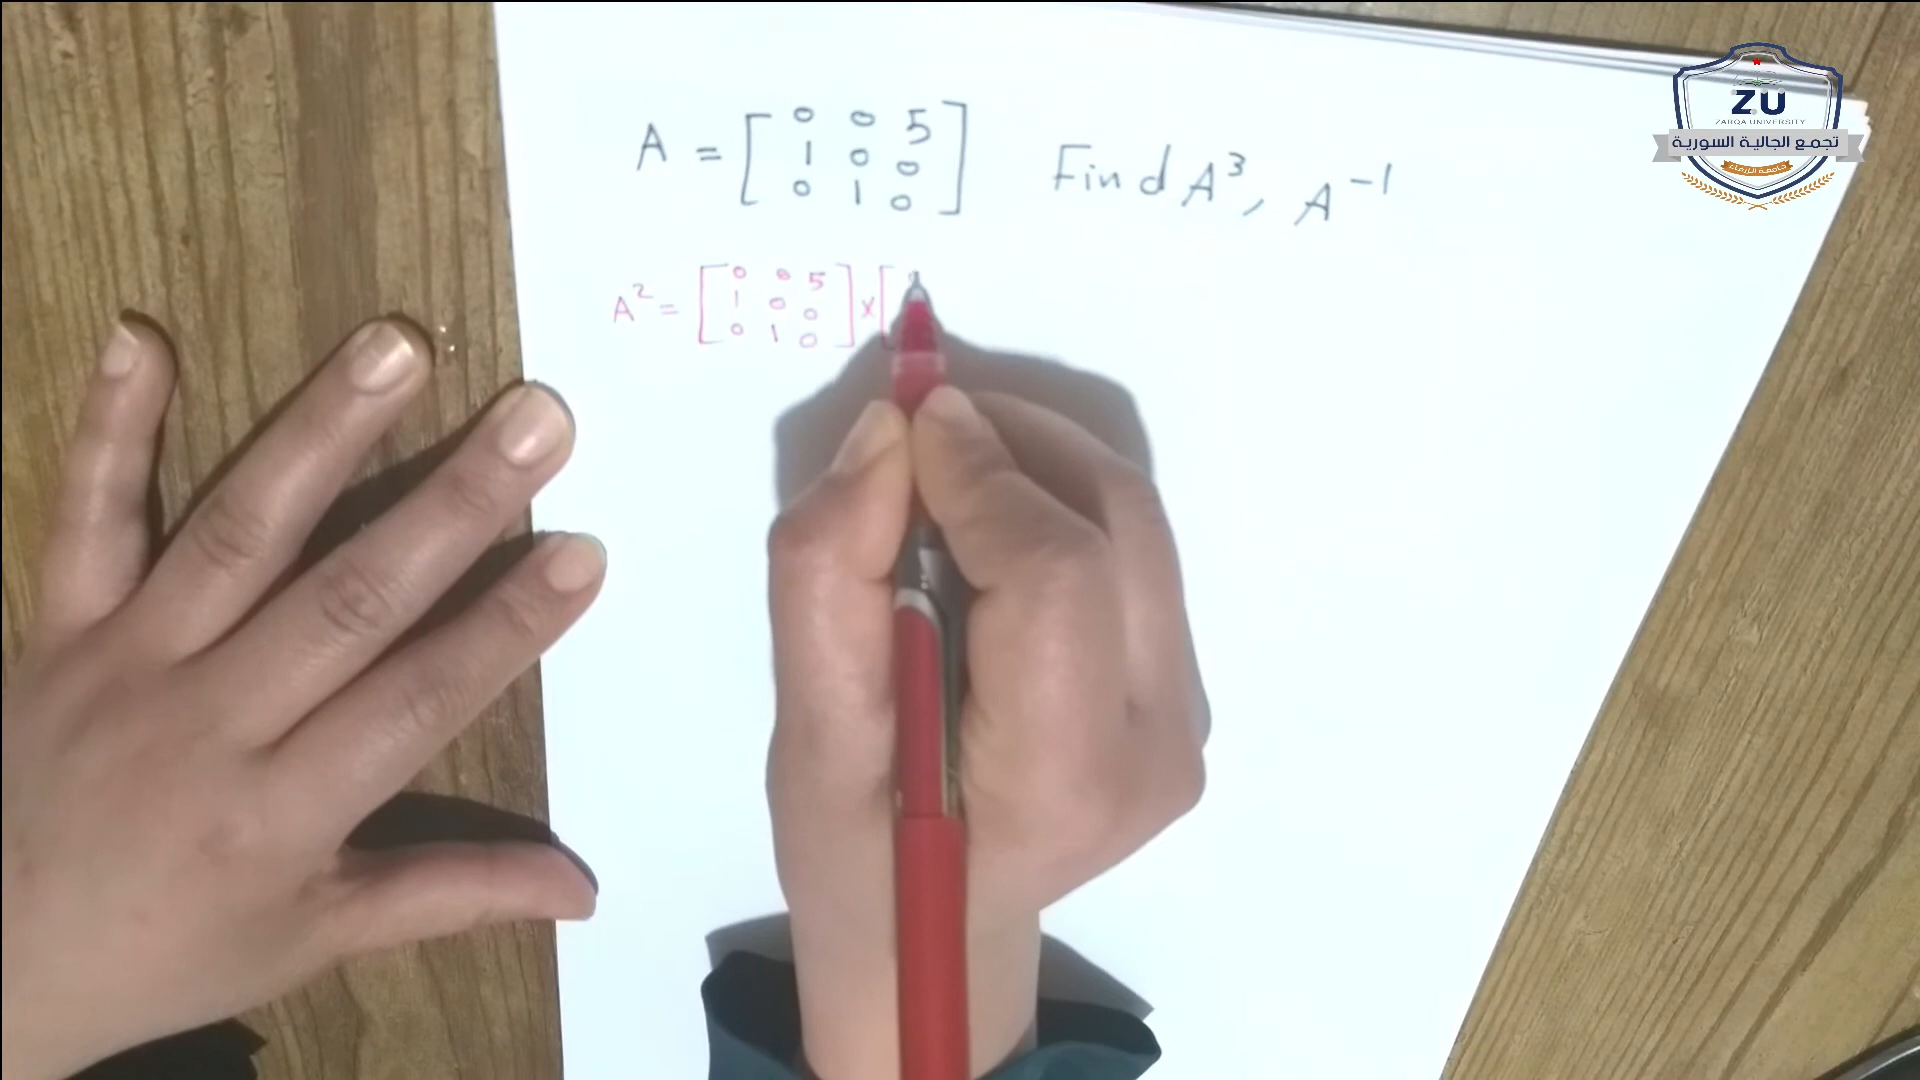 A = [ 0 0 5 ] Find A³, A⁻¹
1 0 0
0 1 0
A² = [ 0 0 5 ] × [
1 0 0
0 1 0
ZU
ZARQA UNIVERSITY
تجمع الجالية السورية
جامعة الزرقاء